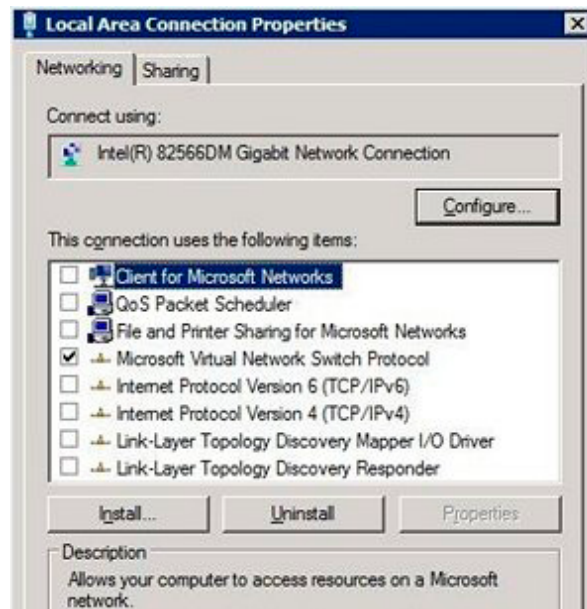 Local Area Connection Properties
Networking
Sharing
Connect using:
Intel(R) 82566DM Gigabit Network Connection
Configure...
This connection uses the following items:
Client for Microsoft Networks
QoS Packet Scheduler
File and Printer Sharing for Microsoft Networks
Microsoft Virtual Network Switch Protocol
Internet Protocol Version 6 (TCP/IPv6)
Internet Protocol Version 4 (TCP/IPv4)
Link-Layer Topology Discovery Mapper I/O Driver
Link-Layer Topology Discovery Responder
Install...
Uninstall
Properties
Description
Allows your computer to access resources on a Microsoft
network.